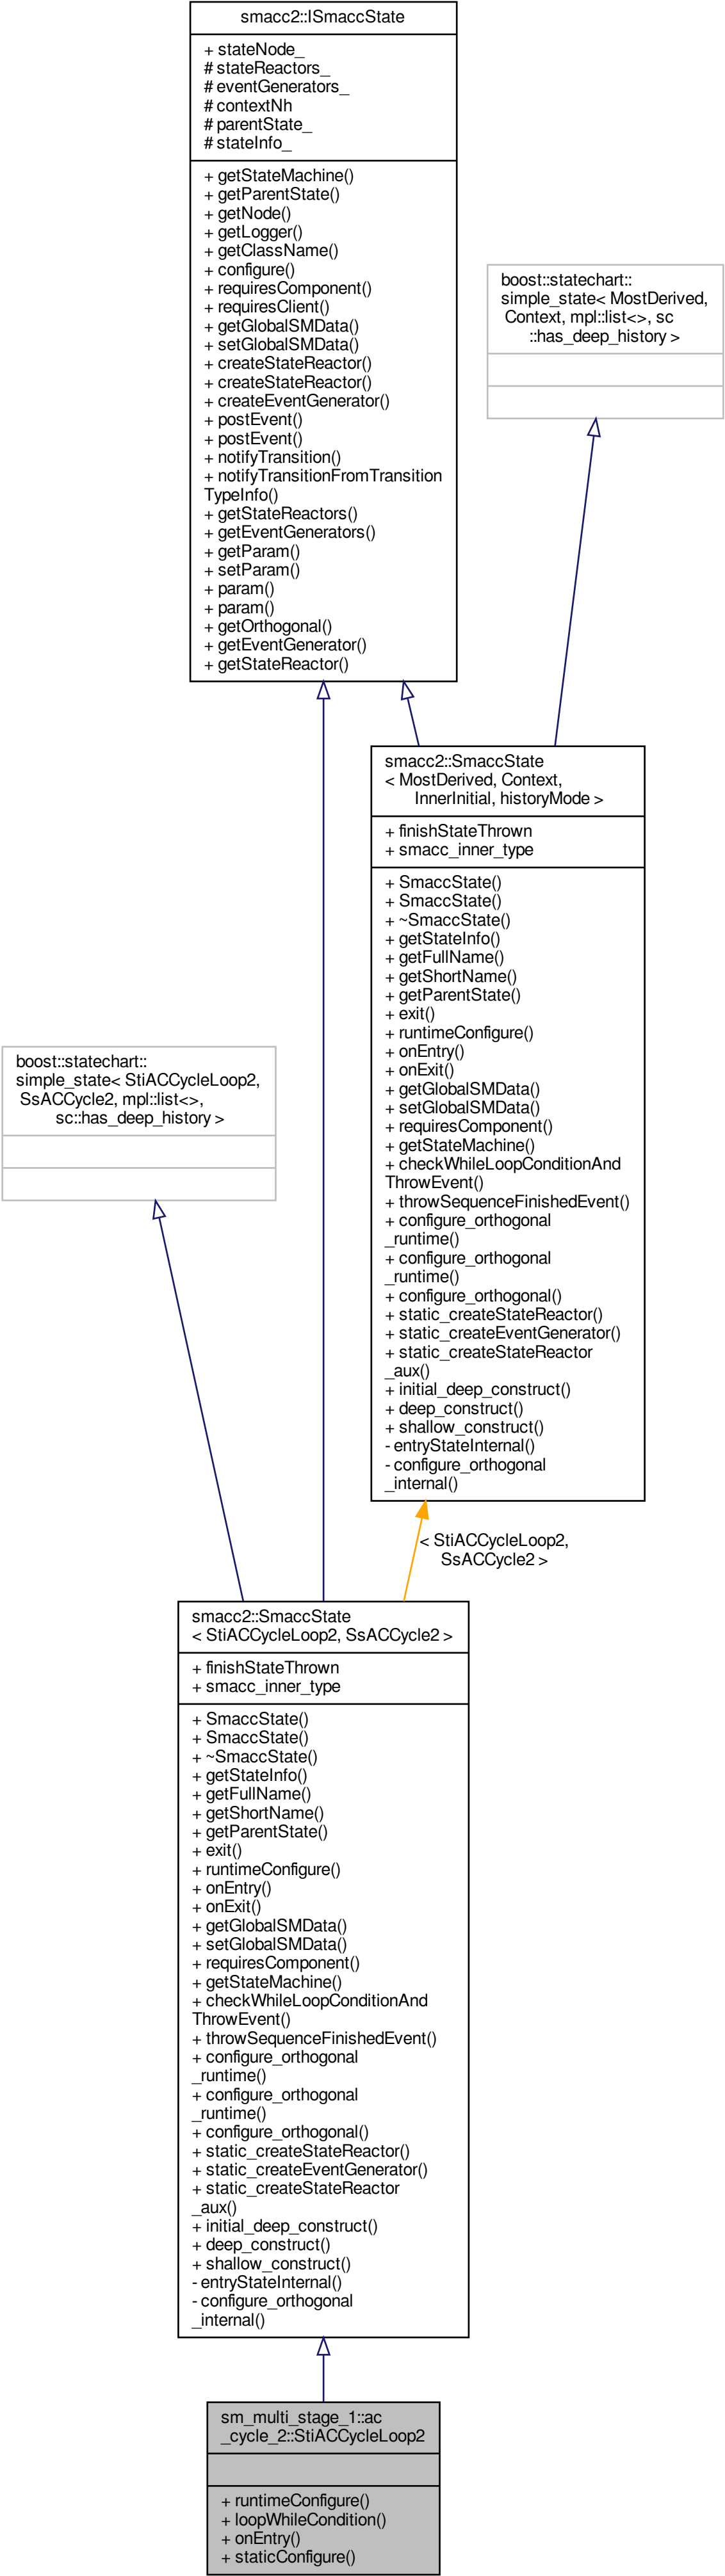 smacc2::ISmaccState
+ stateNode_
# stateReactors_
# eventGenerators_
# contextNh
# parentState_
# stateInfo_
+ getStateMachine()
+ getParentState()
+ getNode()
+ getLogger()
+ getClassName()
+ configure()
+ requiresComponent()
+ requiresClient()
+ getGlobalSMData()
+ setGlobalSMData()
+ createStateReactor()
+ createStateReactor()
+ createEventGenerator()
+ postEvent()
+ postEvent()
+ notifyTransition()
+ notifyTransitionFromTransition
TypeInfo()
+ getStateReactors()
+ getEventGenerators()
+ getParam()
+ setParam()
+ param()
+ param()
+ getOrthogonal()
+ getEventGenerator()
+ getStateReactor()
boost::statechart::
simple_state< MostDerived,
Context, mpl::list<>, sc
::has_deep_history >
smacc2::SmaccState
< MostDerived, Context,
InnerInitial, historyMode >
+ finishStateThrown
+ smacc_inner_type
+ SmaccState()
+ SmaccState()
+ ~SmaccState()
+ getStateInfo()
+ getFullName()
+ getShortName()
+ getParentState()
+ exit()
+ runtimeConfigure()
+ onEntry()
+ onExit()
+ getGlobalSMData()
+ setGlobalSMData()
+ requiresComponent()
+ getStateMachine()
+ checkWhileLoopConditionAnd
ThrowEvent()
+ throwSequenceFinishedEvent()
+ configure_orthogonal
_runtime()
+ configure_orthogonal
_runtime()
+ configure_orthogonal()
+ static_createStateReactor()
+ static_createEventGenerator()
+ static_createStateReactor
_aux()
+ initial_deep_construct()
+ deep_construct()
+ shallow_construct()
- entryStateInternal()
- configure_orthogonal
_internal()
boost::statechart::
simple_state< StiACCycleLoop2,
SsACCycle2, mpl::list<>,
sc::has_deep_history >
< StiACCycleLoop2,
SsACCycle2 >
smacc2::SmaccState
< StiACCycleLoop2, SsACCycle2 >
+ finishStateThrown
+ smacc_inner_type
+ SmaccState()
+ SmaccState()
+ ~SmaccState()
+ getStateInfo()
+ getFullName()
+ getShortName()
+ getParentState()
+ exit()
+ runtimeConfigure()
+ onEntry()
+ onExit()
+ getGlobalSMData()
+ setGlobalSMData()
+ requiresComponent()
+ getStateMachine()
+ checkWhileLoopConditionAnd
ThrowEvent()
+ throwSequenceFinishedEvent()
+ configure_orthogonal
_runtime()
+ configure_orthogonal
_runtime()
+ configure_orthogonal()
+ static_createStateReactor()
+ static_createEventGenerator()
+ static_createStateReactor
_aux()
+ initial_deep_construct()
+ deep_construct()
+ shallow_construct()
- entryStateInternal()
- configure_orthogonal
_internal()
sm_multi_stage_1::ac
_cycle_2::StiACCycleLoop2
+ runtimeConfigure()
+ loopWhileCondition()
+ onEntry()
+ staticConfigure()